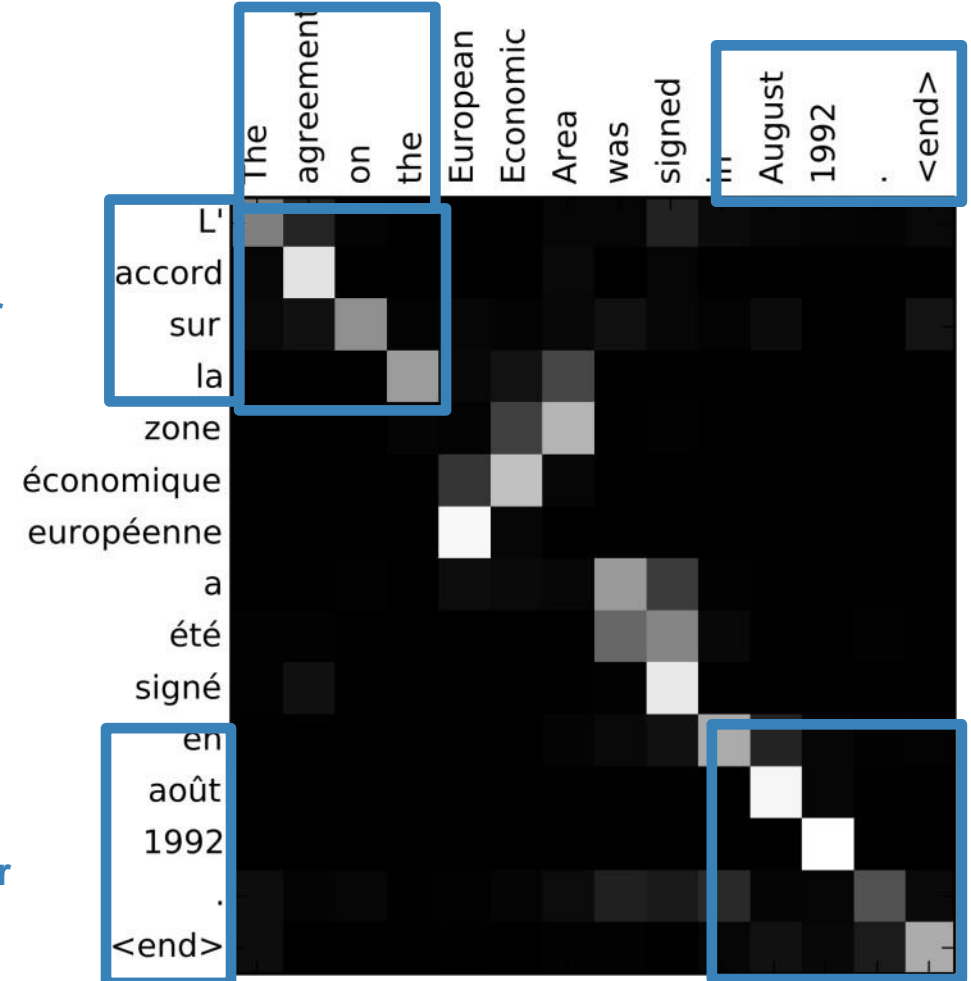 The
agreement
on
the
European
Economic
Area
was
signed
in
August
1992
.
<end>
L'
accord
sur
la
zone
économique
européenne
a
été
signé
en
août
1992
.
<end>
r